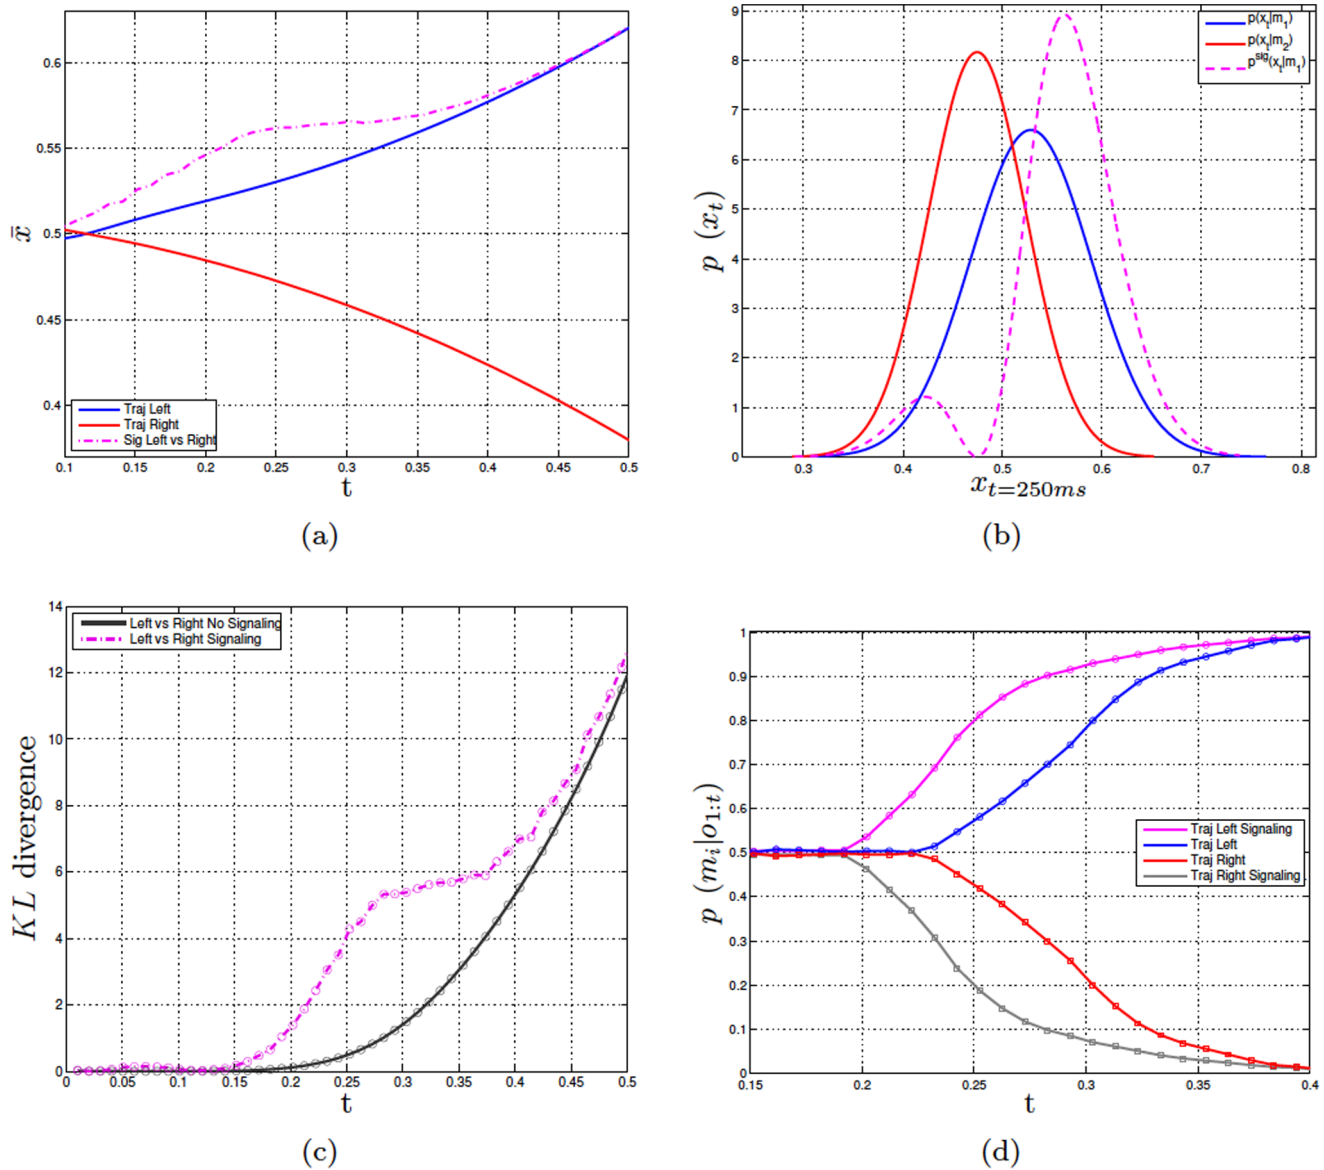 0.6
0.55
0.5
0.45
0.4
x̄
Traj Left
Traj Right
Sig Left vs Right
0.1 0.15 0.2 0.25 0.3 0.35 0.4 0.45 0.5
t
(a)
9
8
7
6
5
4
3
2
1
0
p (x_t)
p(x_t|m_1)
p(x_t|m_2)
p^sig(x_t|m_1)
0.3 0.4 0.5 0.6 0.7 0.8
x_{t=250ms}
(b)
14
12
10
8
6
4
2
0
KL divergence
Left vs Right No Signaling
Left vs Right Signaling
0 0.05 0.1 0.15 0.2 0.25 0.3 0.35 0.4 0.45 0.5
t
(c)
1
0.9
0.8
0.7
0.6
0.5
0.4
0.3
0.2
0.1
0
p (m_i|o_{1:t})
Traj Left Signaling
Traj Left
Traj Right
Traj Right Signaling
0.15 0.2 0.25 0.3 0.35 0.4
t
(d)